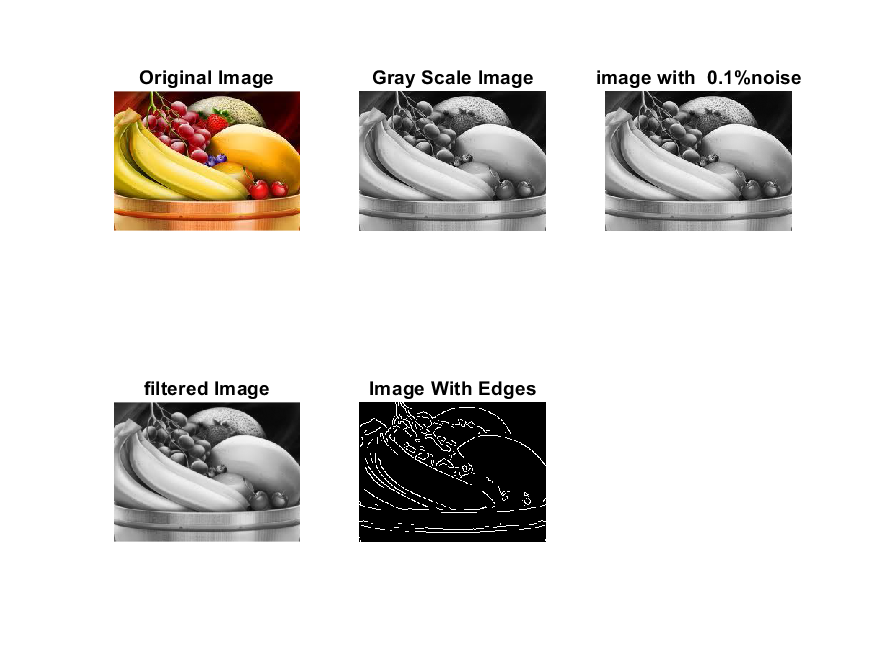 Original Image
Gray Scale Image
image with  0.1%noise
filtered Image
Image With Edges